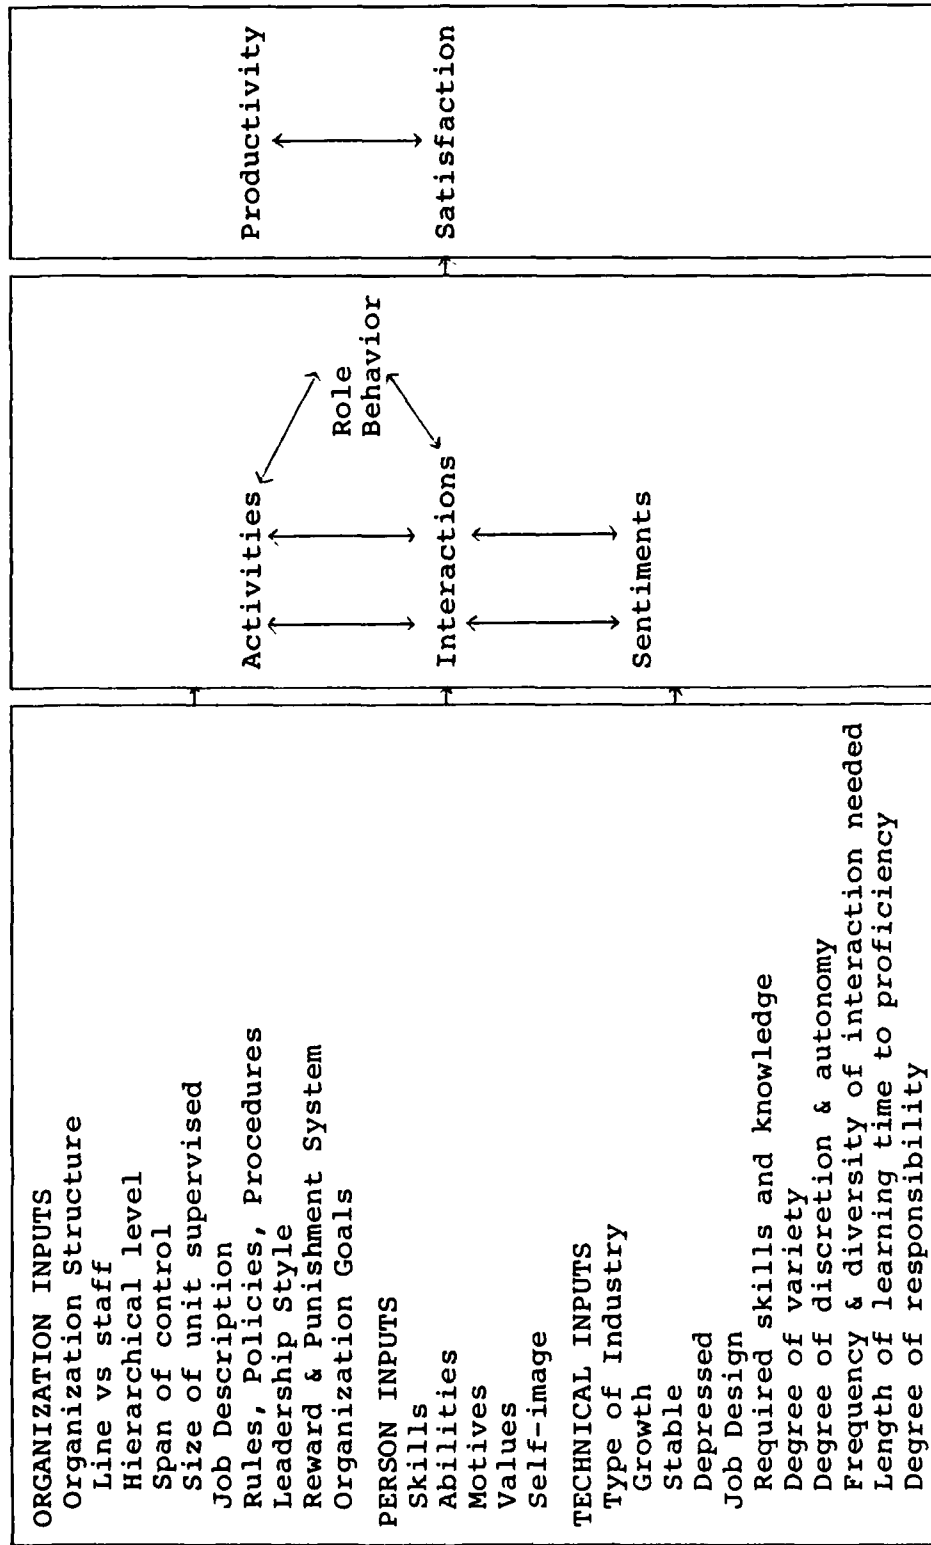 ORGANIZATION INPUTS
Organization Structure
Line vs staff
Hierarchical level
Span of control
Size of unit supervised
Job Description
Rules, Policies, Procedures
Leadership Style
Reward & Punishment System
Organization Goals
PERSON INPUTS
Skills
Abilities
Motives
Values
Self-image
TECHNICAL INPUTS
Type of Industry
Growth
Stable
Depressed
Job Design
Required skills and knowledge
Degree of variety
Degree of discretion & autonomy
Frequency & diversity of interaction needed
Length of learning time to proficiency
Degree of responsibility
Activities
Role
Behavior
Interactions
Sentiments
Productivity
Satisfaction